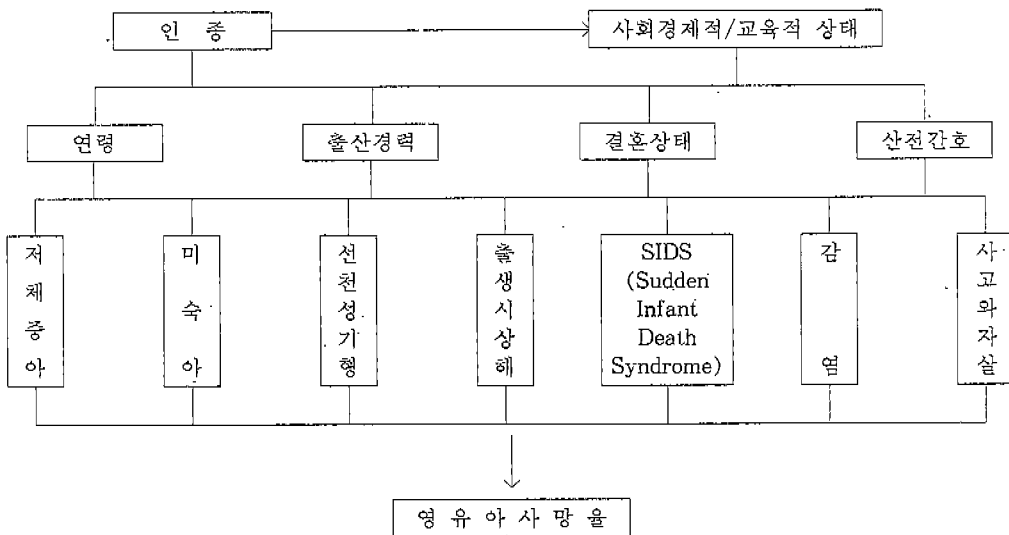 인 종
사회경제적/교육적 상태
연령
출산경력
결혼상태
산전간호
저체중아
미숙아
선천성기형
출생시상해
SIDS
(Sudden
Infant
Death
Syndrome)
감염
사고와자살
영 유 아 사 망 율